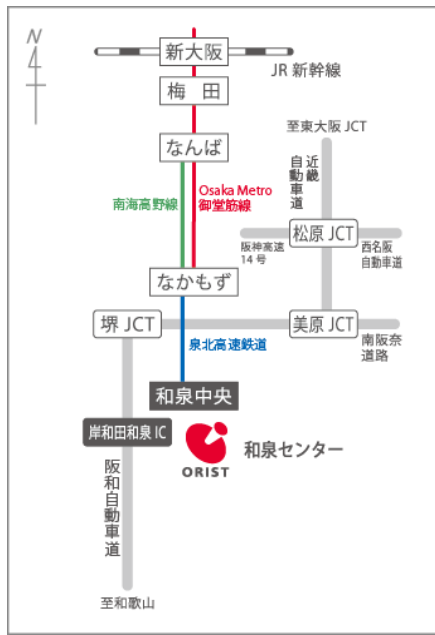 N
新大阪
JR 新幹線
梅 田
至東大阪 JCT
なんば
近畿
自動車道
南海高野線
Osaka Metro
御堂筋線
松原 JCT
阪神高速
14 号
西名阪
自動車道
なかもず
堺 JCT
美原 JCT
泉北高速鉄道
南阪奈
道路
和泉中央
岸和田和泉 IC
和泉センター
ORIST
阪和自動車道
至和歌山